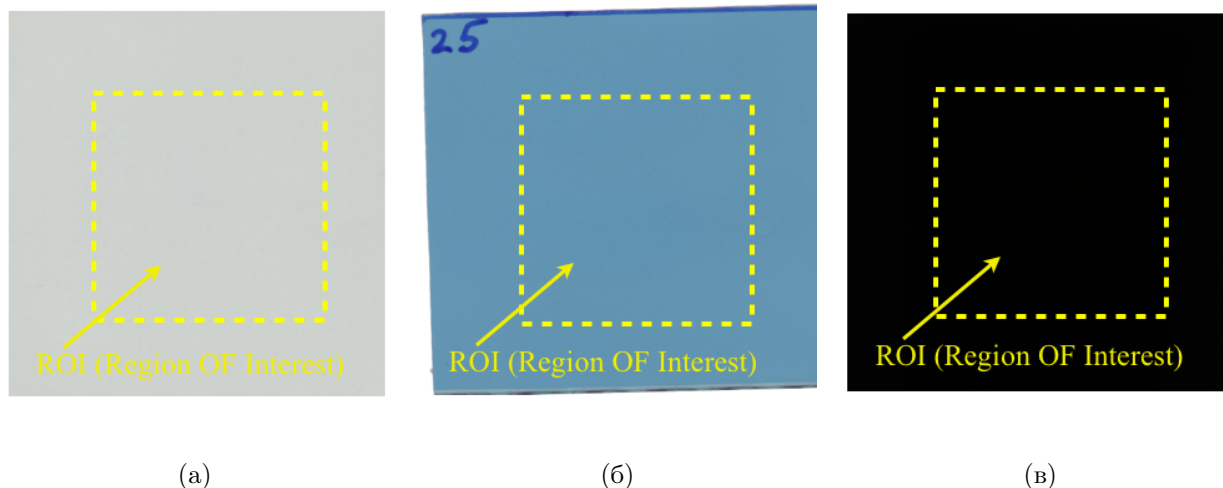 25
ROI (Region OF Interest)
ROI (Region OF Interest)
ROI (Region OF Interest)
(а)
(б)
(в)